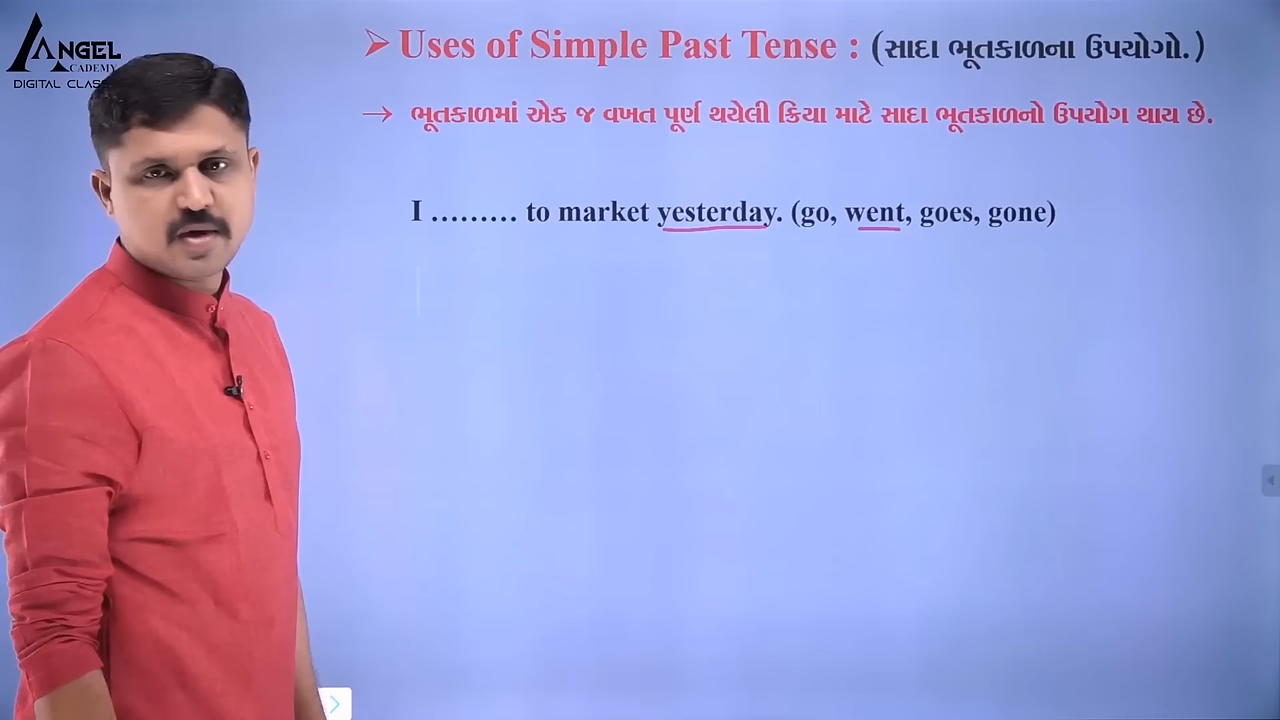 ANGEL
ACADEMY
DIGITAL CLASS
➢ Uses of Simple Past Tense : (સાદા ભૂતકાળના ઉપયોગો.)
→ ભૂતકાળમાં એક જ વખત પૂર્ણ થયેલી ક્રિયા માટે સાદા ભૂતકાળનો ઉપયોગ થાય છે.
I ……… to market yesterday. (go, went, goes, gone)